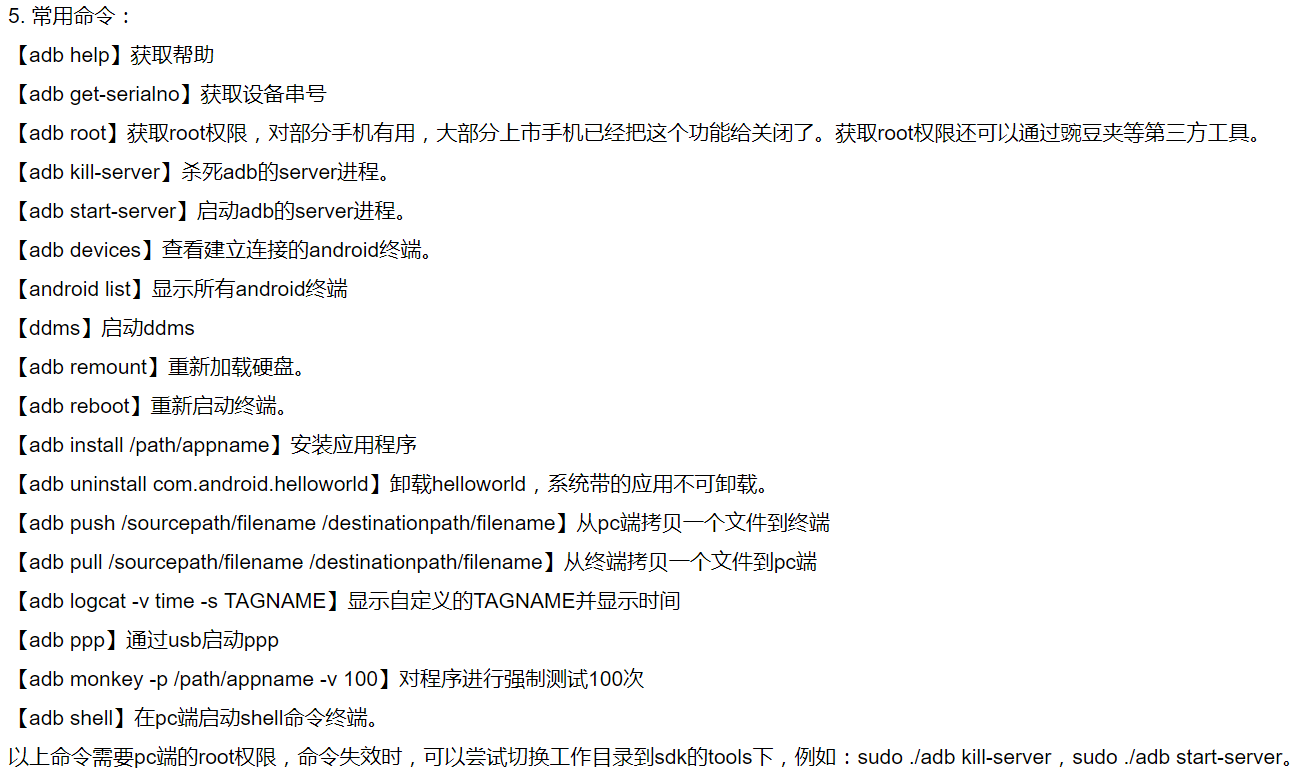 5. 常用命令：
【adb help】获取帮助
【adb get-serialno】获取设备串号
【adb root】获取root权限，对部分手机有用，大部分上市手机已经把这个功能给关闭了。获取root权限还可以通过豌豆夹等第三方工具。
【adb kill-server】杀死adb的server进程。
【adb start-server】启动adb的server进程。
【adb devices】查看建立连接的android终端。
【android list】显示所有android终端
【ddms】启动ddms
【adb remount】重新加载硬盘。
【adb reboot】重新启动终端。
【adb install /path/appname】安装应用程序
【adb uninstall com.android.helloworld】卸载helloworld，系统带的应用不可卸载。
【adb push /sourcepath/filename /destinationpath/filename】从pc端拷贝一个文件到终端
【adb pull /sourcepath/filename /destinationpath/filename】从终端拷贝一个文件到pc端
【adb logcat -v time -s TAGNAME】显示自定义的TAGNAME并显示时间
【adb ppp】通过usb启动ppp
【adb monkey -p /path/appname -v 100】对程序进行强制测试100次
【adb shell】在pc端启动shell命令终端。
以上命令需要pc端的root权限，命令失效时，可以尝试切换工作目录到sdk的tools下，例如：sudo ./adb kill-server，sudo ./adb start-server。